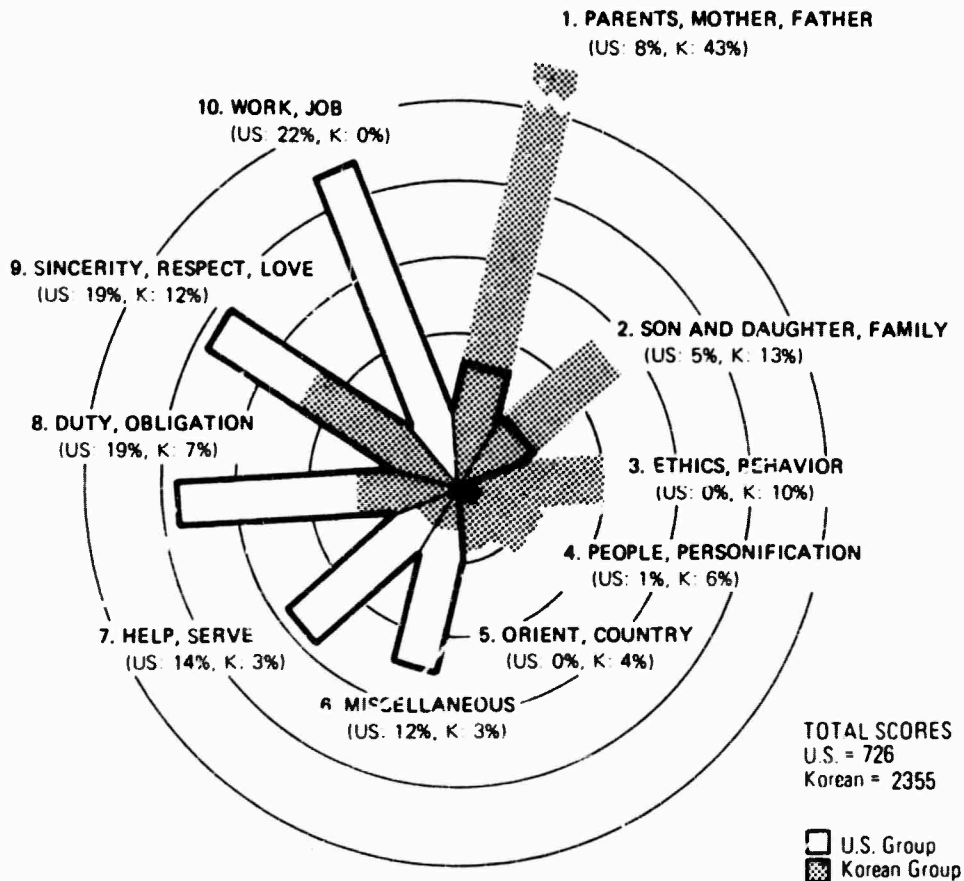 1. PARENTS, MOTHER, FATHER
(US: 8%, K: 43%)
10. WORK, JOB
(US: 22%, K: 0%)
9. SINCERITY, RESPECT, LOVE
(US: 19%, K: 12%)
2. SON AND DAUGHTER, FAMILY
(US: 5%, K: 13%)
8. DUTY, OBLIGATION
(US: 19%, K: 7%)
3. ETHICS, BEHAVIOR
(US: 0%, K: 10%)
4. PEOPLE, PERSONIFICATION
(US: 1%, K: 6%)
7. HELP, SERVE
(US: 14%, K: 3%)
5. ORIENT, COUNTRY
(US: 0%, K: 4%)
6. MISCELLANEOUS
(US: 12%, K: 3%)
TOTAL SCORES
U.S. = 726
Korean = 2355
U.S. Group
Korean Group